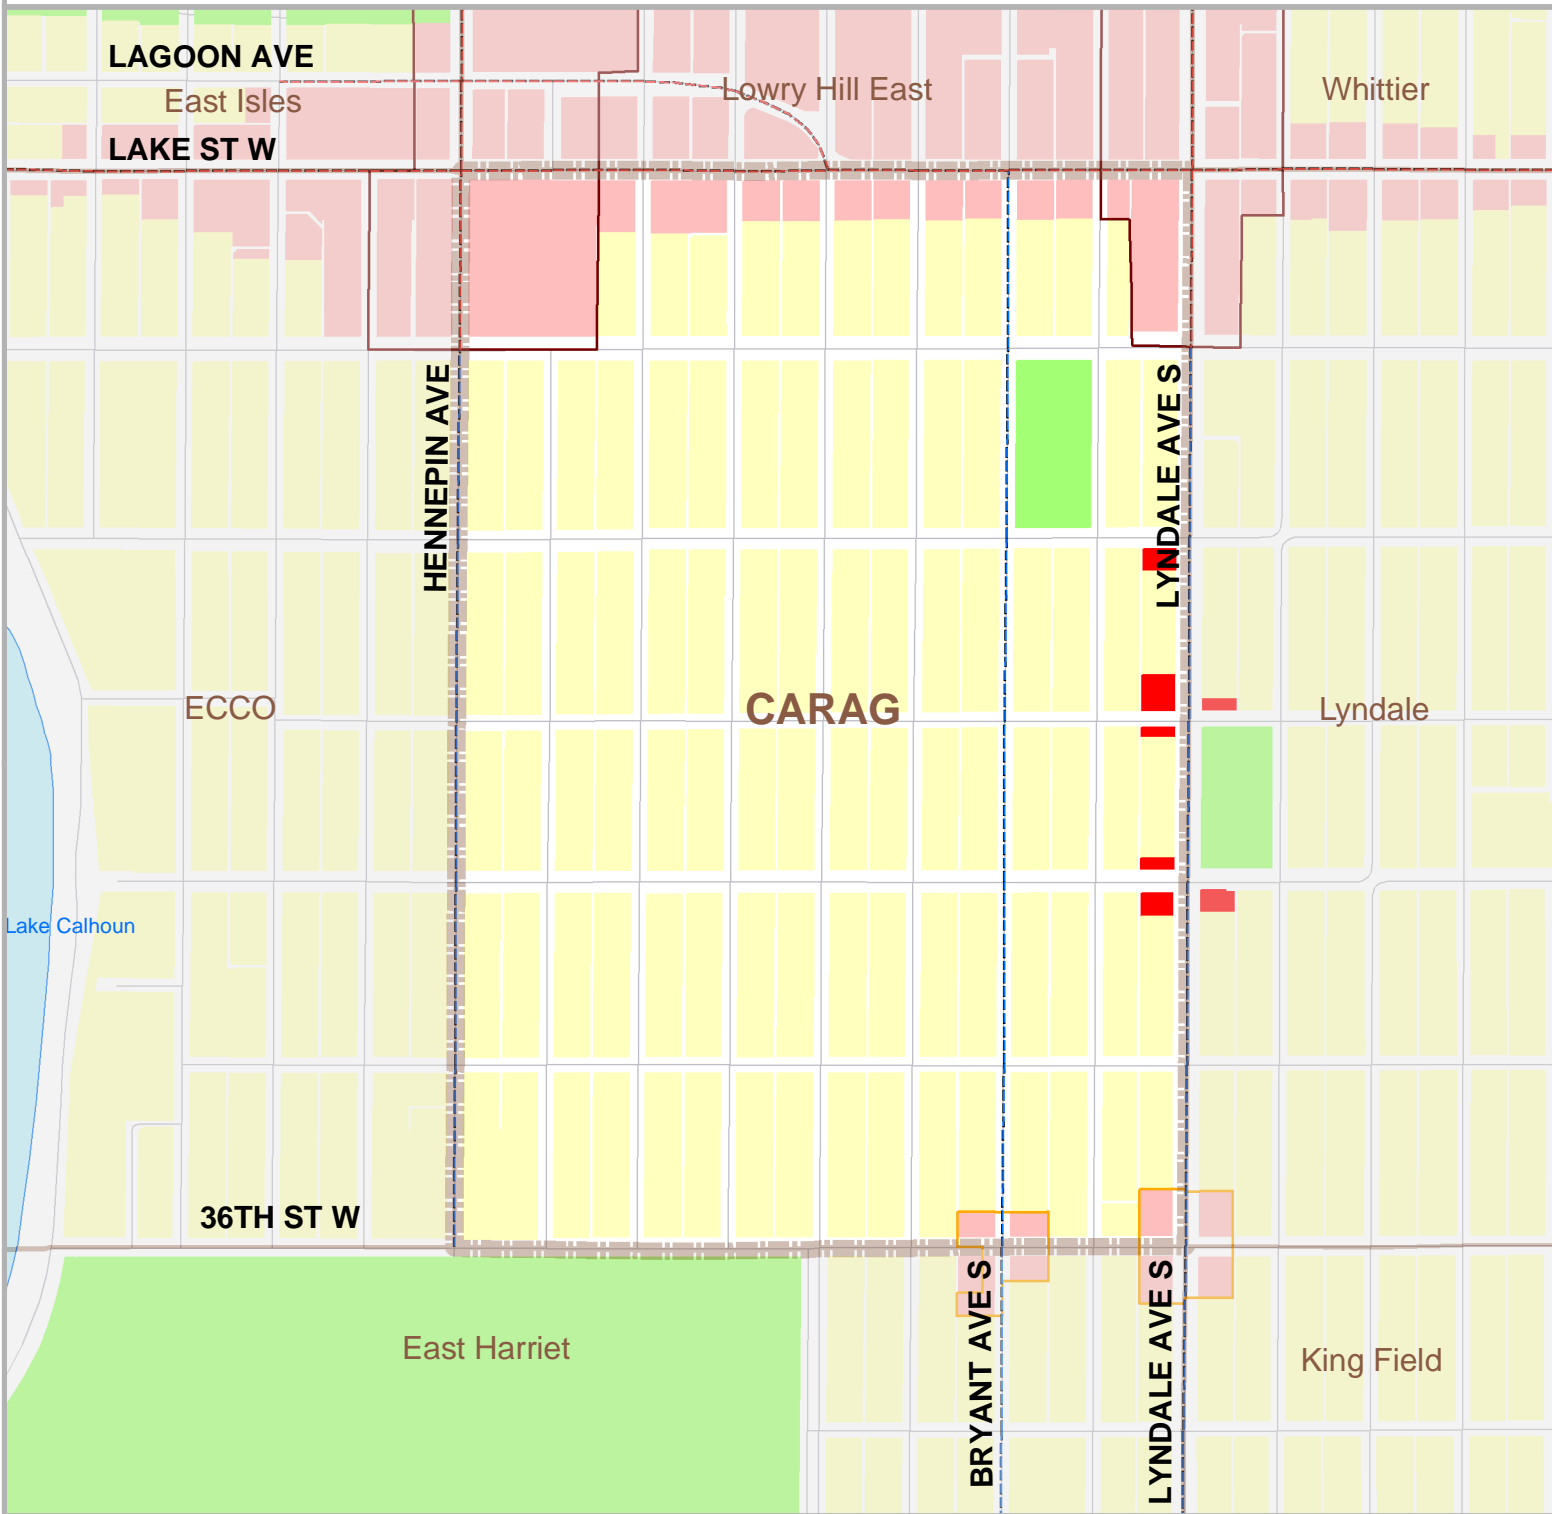 LAGOON AVE
East Isles
Lowry Hill East
Whittier
LAKE ST W
HENNEPIN AVE
LYNDALE AVE S
ECCO
CARAG
Lyndale
Lake Calhoun
36TH ST W
East Harriet
BRYANT AVE S
LYNDALE AVE S
King Field